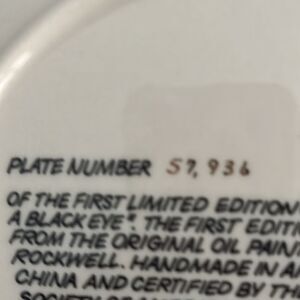 PLATE NUMBER 57,936
OF THE FIRST LIMITED EDITION
A BLACK EYE". THE FIRST EDITI
FROM THE ORIGINAL OIL PAIN
ROCKWELL. HANDMADE IN AM
CHINA AND CERTIFIED BY TH